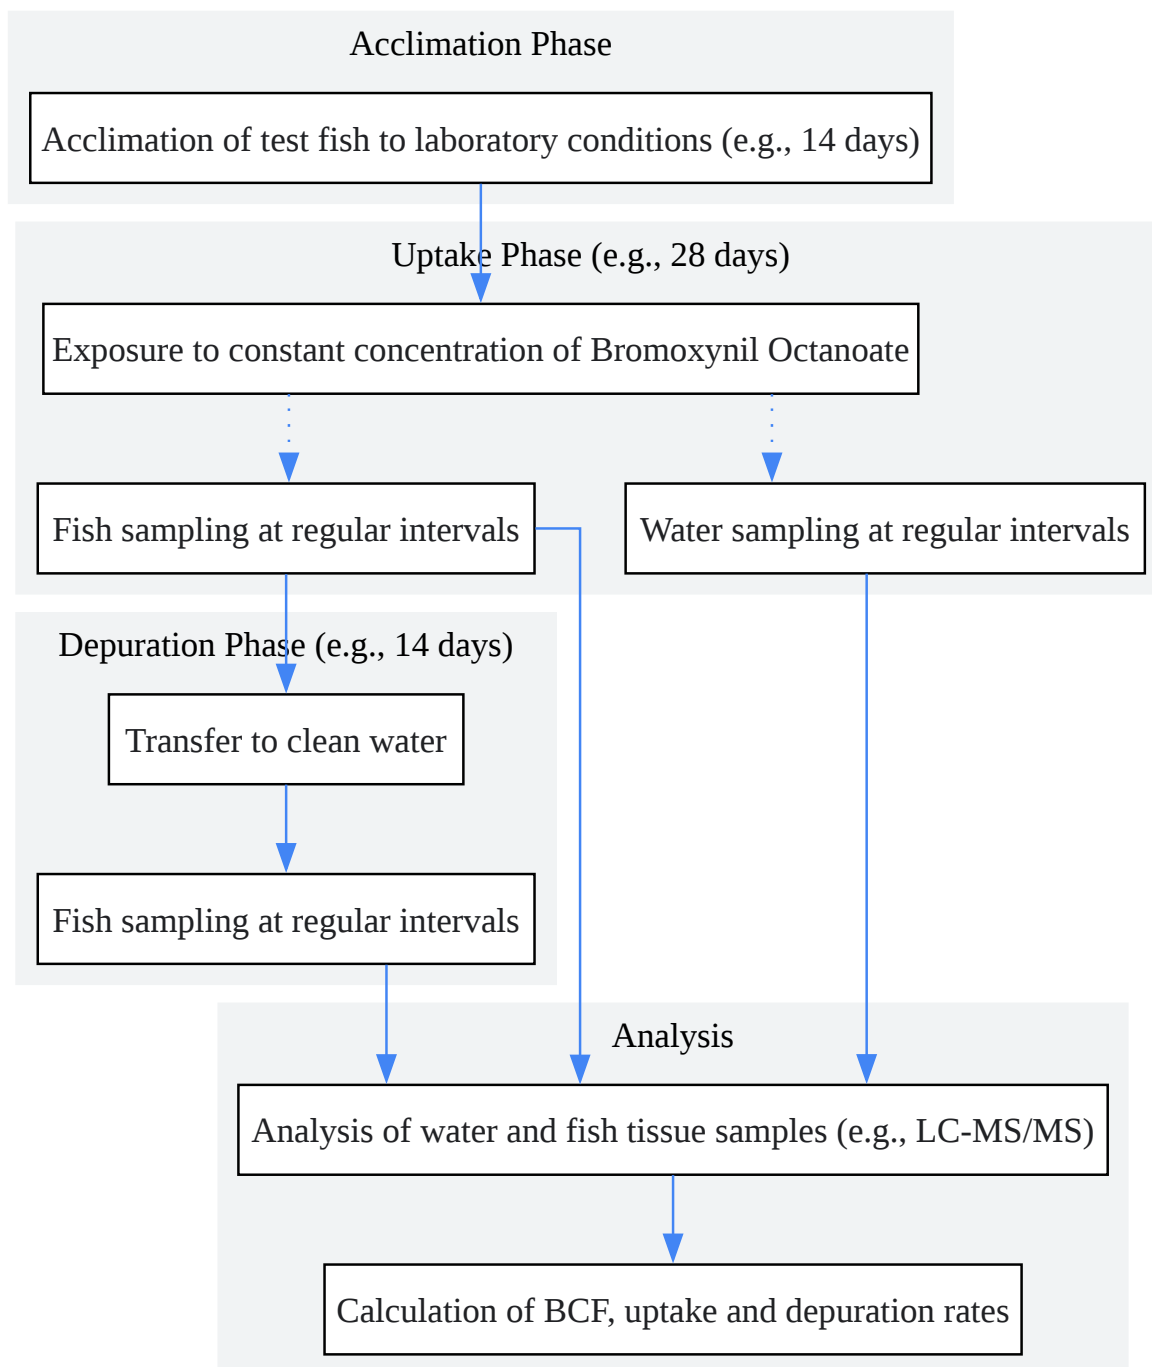 Acclimation Phase
Acclimation of test fish to laboratory conditions (e.g., 14 days)
Uptake Phase (e.g., 28 days)
Exposure to constant concentration of Bromoxynil Octanoate
Fish sampling at regular intervals
Water sampling at regular intervals
Depuration Phase (e.g., 14 days)
Transfer to clean water
Fish sampling at regular intervals
Analysis
Analysis of water and fish tissue samples (e.g., LC-MS/MS)
Calculation of BCF, uptake and depuration rates